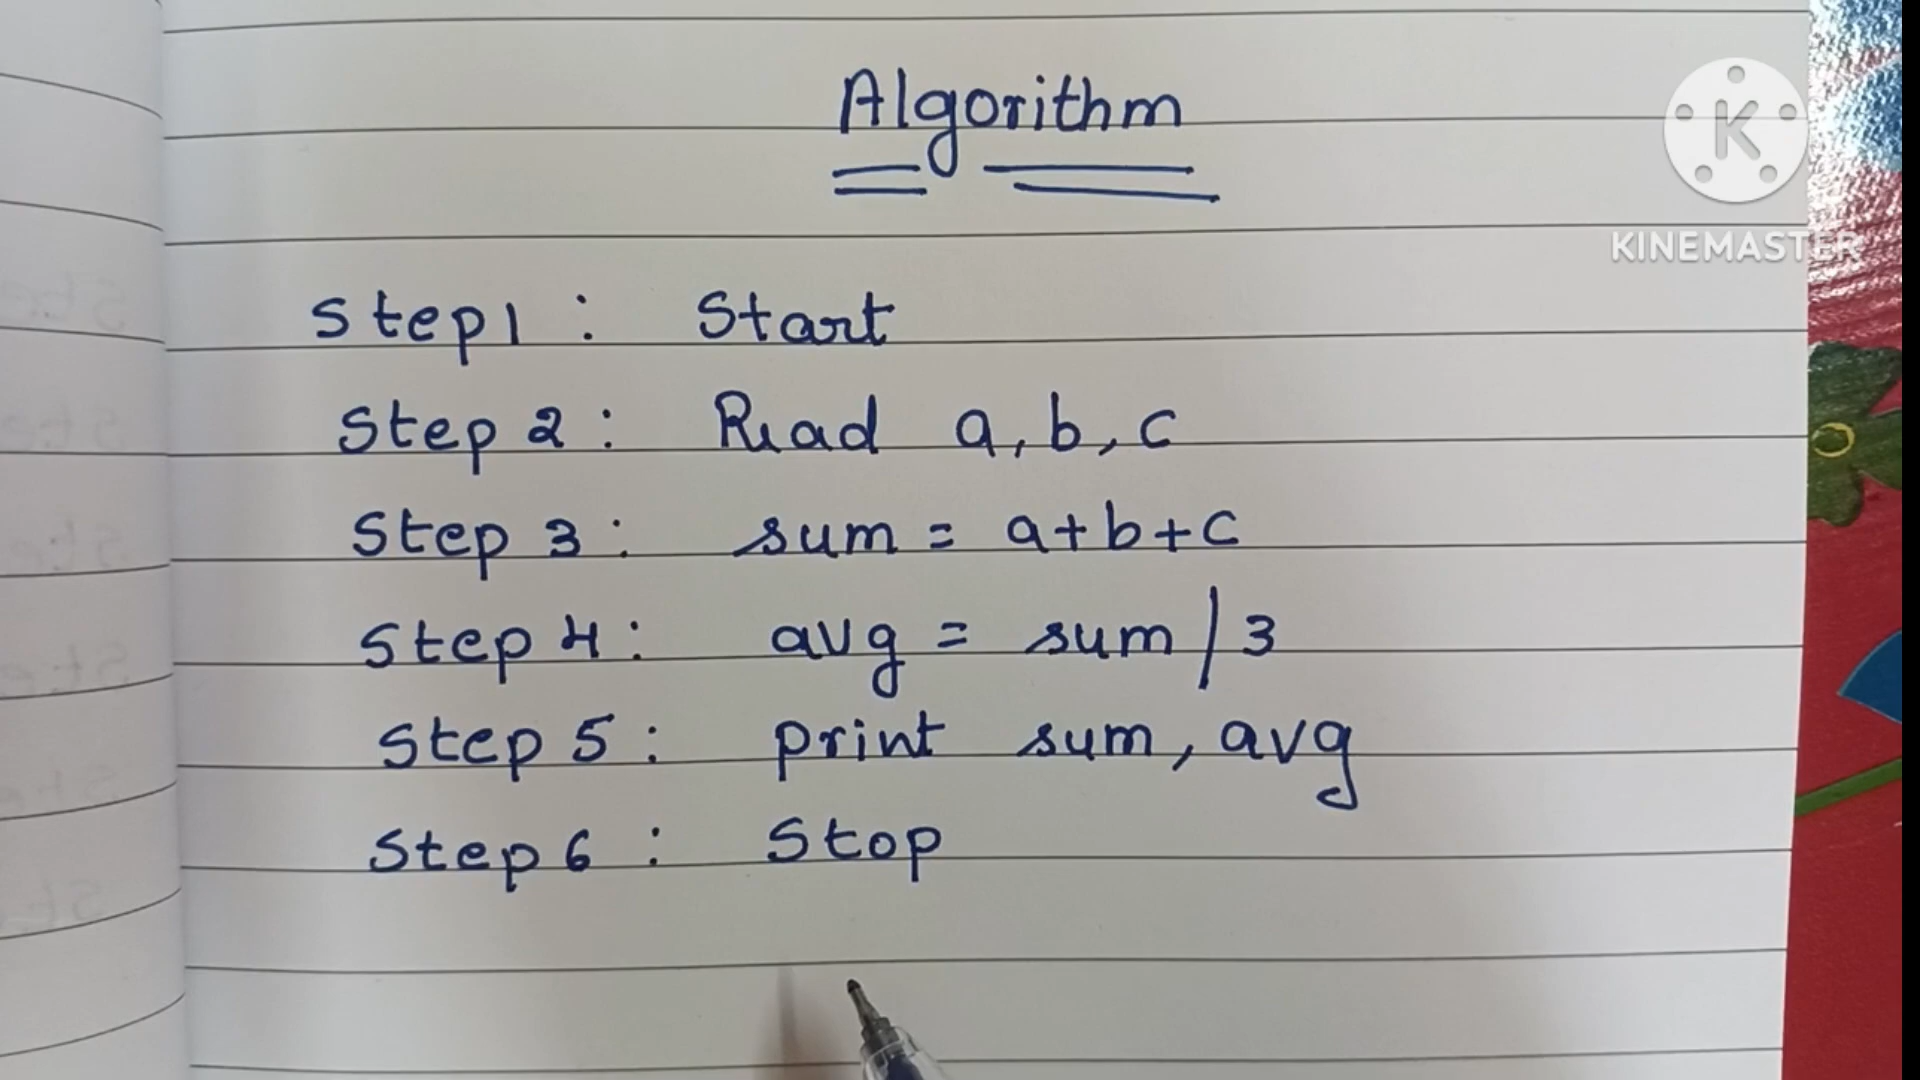 Algorithm
K
KINEMASTER
Step1 : Start
Step 2 : Read a, b, c
Step 3 : sum = a+b+c
Step 4 : avg = sum / 3
Step 5 : print sum, avg
Step 6 : Stop